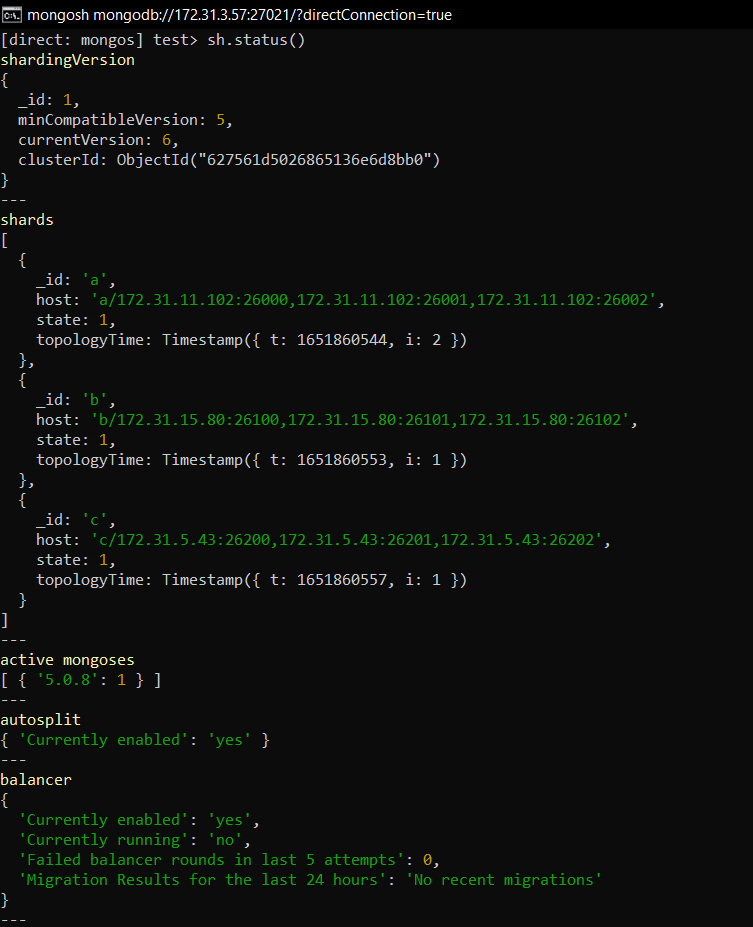 mongosh mongodb://172.31.3.57:27021/?directConnection=true
[direct: mongos] test> sh.status()
shardingVersion
{
  _id: 1,
  minCompatibleVersion: 5,
  currentVersion: 6,
  clusterId: ObjectId("627561d5026865136e6d8bb0")
}
---
shards
[
  {
    _id: 'a',
    host: 'a/172.31.11.102:26000,172.31.11.102:26001,172.31.11.102:26002',
    state: 1,
    topologyTime: Timestamp({ t: 1651860544, i: 2 })
  },
  {
    _id: 'b',
    host: 'b/172.31.15.80:26100,172.31.15.80:26101,172.31.15.80:26102',
    state: 1,
    topologyTime: Timestamp({ t: 1651860553, i: 1 })
  },
  {
    _id: 'c',
    host: 'c/172.31.5.43:26200,172.31.5.43:26201,172.31.5.43:26202',
    state: 1,
    topologyTime: Timestamp({ t: 1651860557, i: 1 })
  }
]
---
active mongoses
[ { '5.0.8': 1 } ]
---
autosplit
{ 'Currently enabled': 'yes' }
---
balancer
{
  'Currently enabled': 'yes',
  'Currently running': 'no',
  'Failed balancer rounds in last 5 attempts': 0,
  'Migration Results for the last 24 hours': 'No recent migrations'
}
---